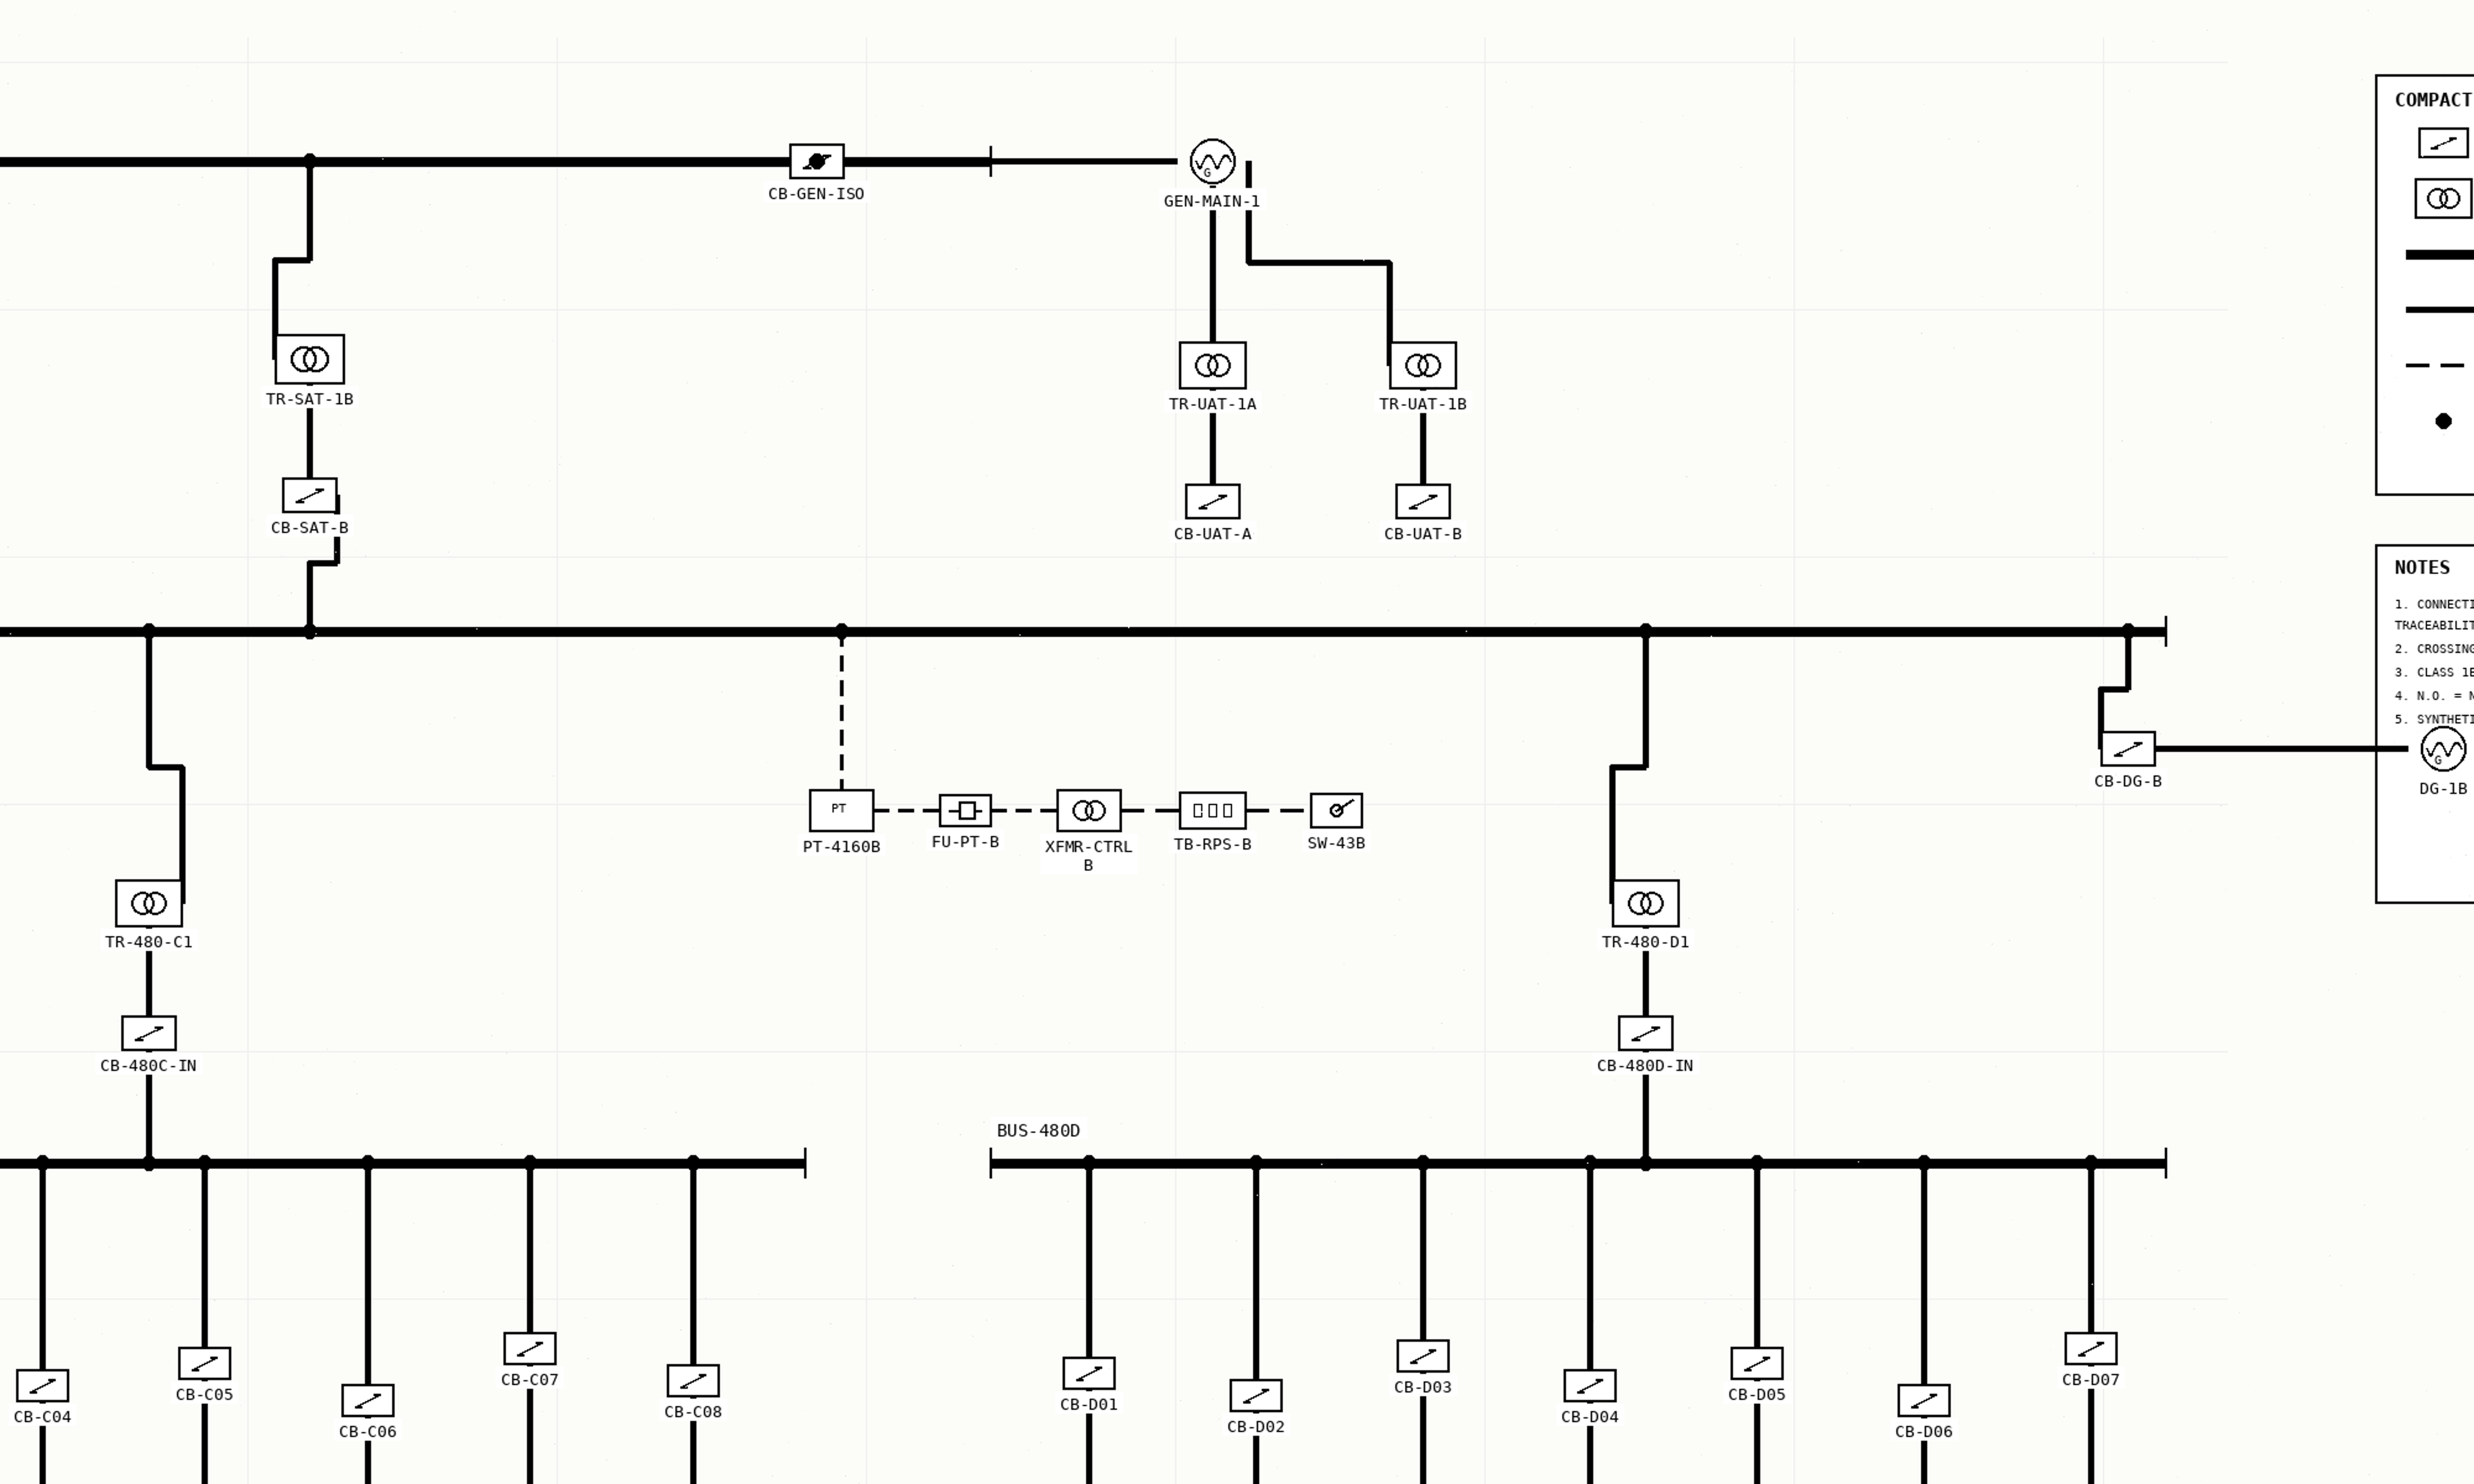 COMPACT
CB-GEN-ISO
G
GEN-MAIN-1
TR-SAT-1B
TR-UAT-1A
TR-UAT-1B
CB-SAT-B
CB-UAT-A
CB-UAT-B
NOTES
1. CONNECTI
TRACEABILIT
2. CROSSING
3. CLASS 1E
4. N.O. = N
5. SYNTHETI
G
CB-DG-B
DG-1B
PT
PT-4160B
FU-PT-B
XFMR-CTRL
B
TB-RPS-B
SW-43B
TR-480-C1
TR-480-D1
CB-480C-IN
CB-480D-IN
BUS-480D
CB-C04
CB-C05
CB-C06
CB-C07
CB-C08
CB-D01
CB-D02
CB-D03
CB-D04
CB-D05
CB-D06
CB-D07